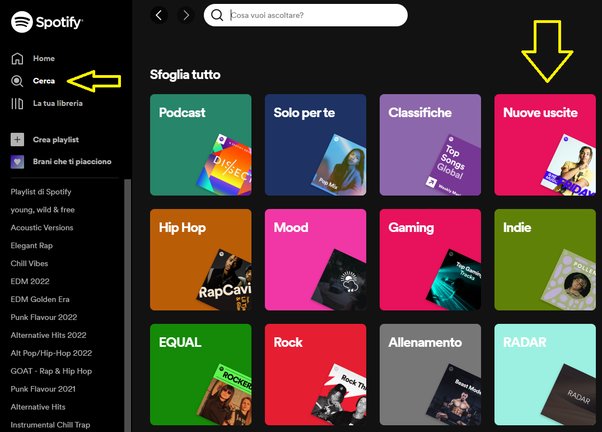 Spotify
Cosa vuoi ascoltare?
Home
Cerca
La tua libreria
Crea playlist
Brani che ti piacciono
Playlist di Spotify
young, wild & free
Acoustic Versions
Elegant Rap
Chill Vibes
EDM 2022
EDM Golden Era
Punk Flavour 2022
Alternative Hits 2022
Alt Pop/Hip-Hop 2022
GOAT - Rap & Hip Hop
Punk Flavour 2021
Alternative Hits
Instrumental Chill Trap
Sfoglia tutto
Podcast
Solo per te
Pop Mix
Classifiche
Top
Songs
Global
Weekly Music
Nuove uscite
FRIDAY
Hip Hop
RapCavi
Mood
Gaming
Top Gaming
Tracks
Indie
POLLEN
EQUAL
ROCKER
Rock
Rock Th
Allenamento
Beast Mode
RADAR
RADAR